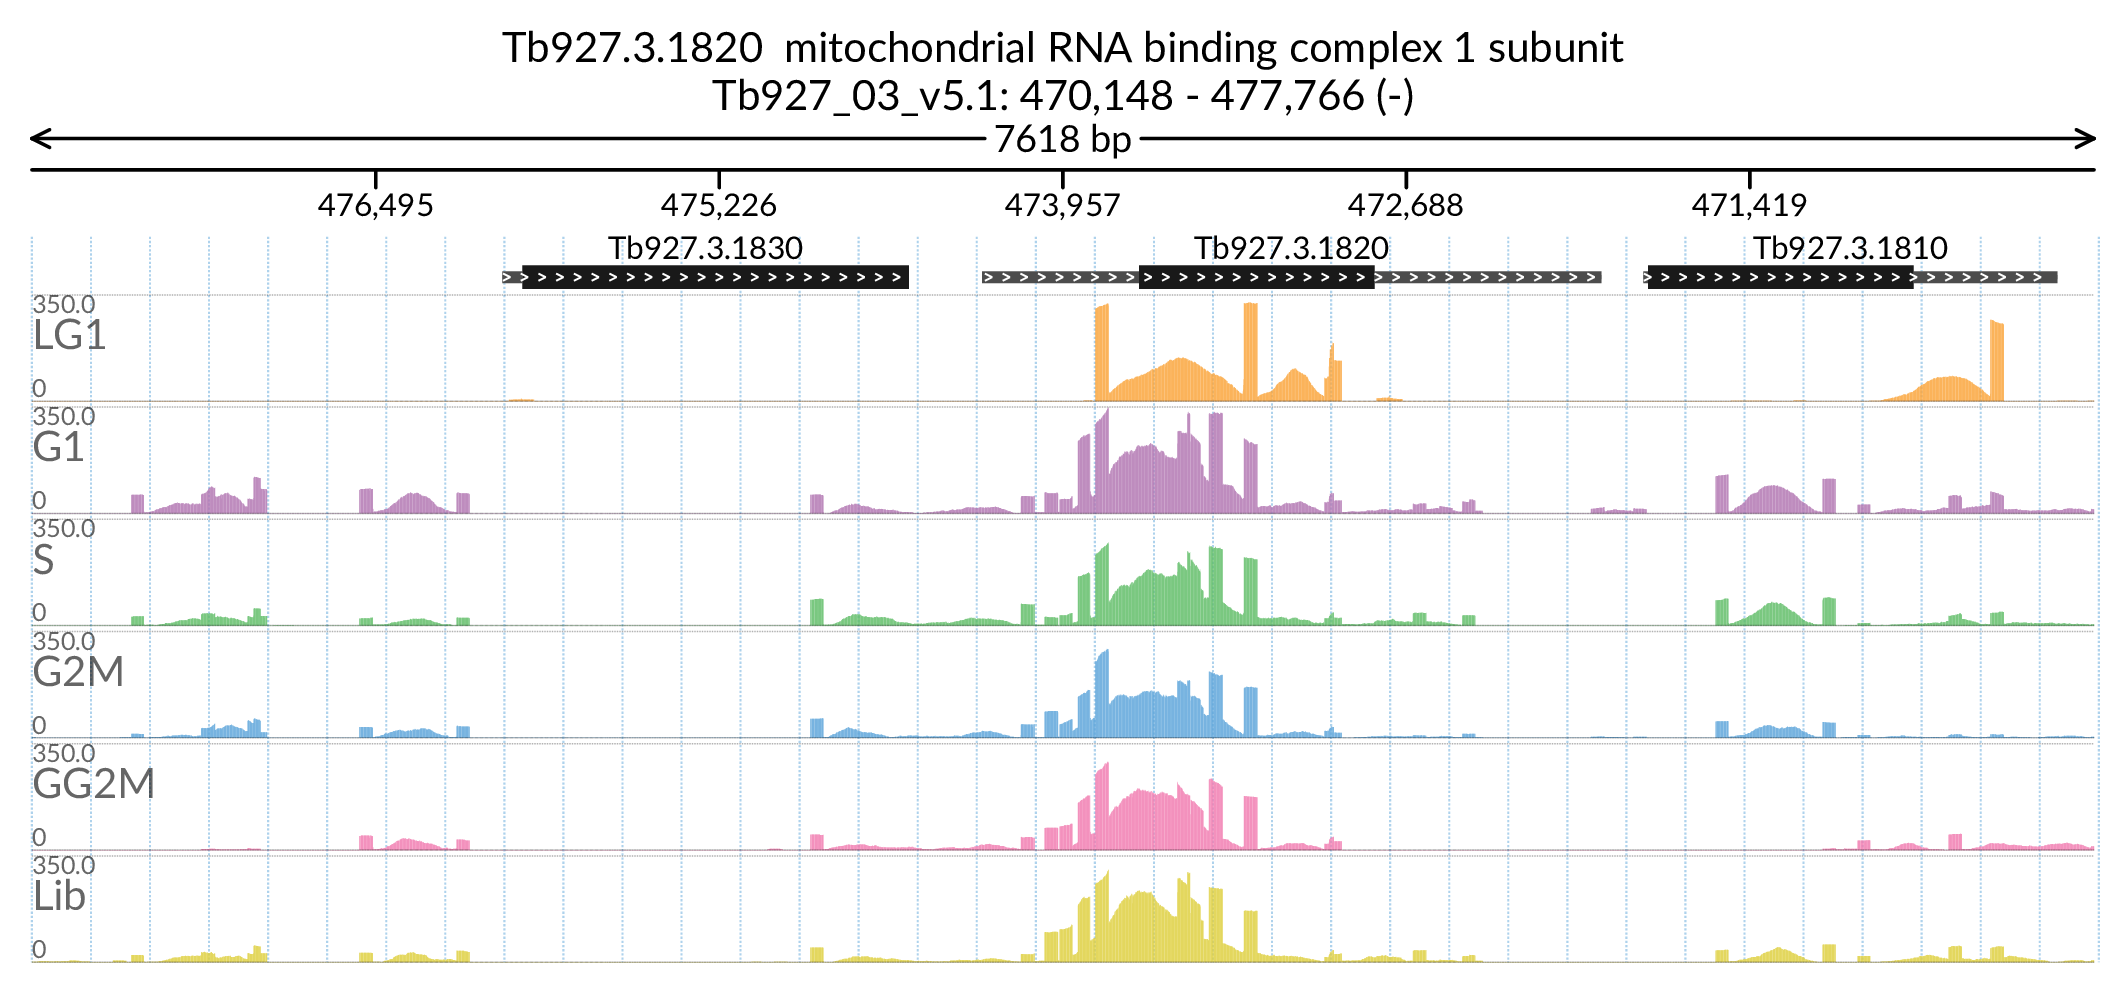 Tb927.3.1820  mitochondrial RNA binding complex 1 subunit
Tb927_03_v5.1: 470,148 - 477,766 (-)
7618 bp
476,495 475,226 473,957 472,688 471,419
Tb927.3.1830 Tb927.3.1820 Tb927.3.1810
350.0
LG1
0
350.0
G1
0
350.0
S
0
350.0
G2M
0
350.0
GG2M
0
350.0
Lib
0